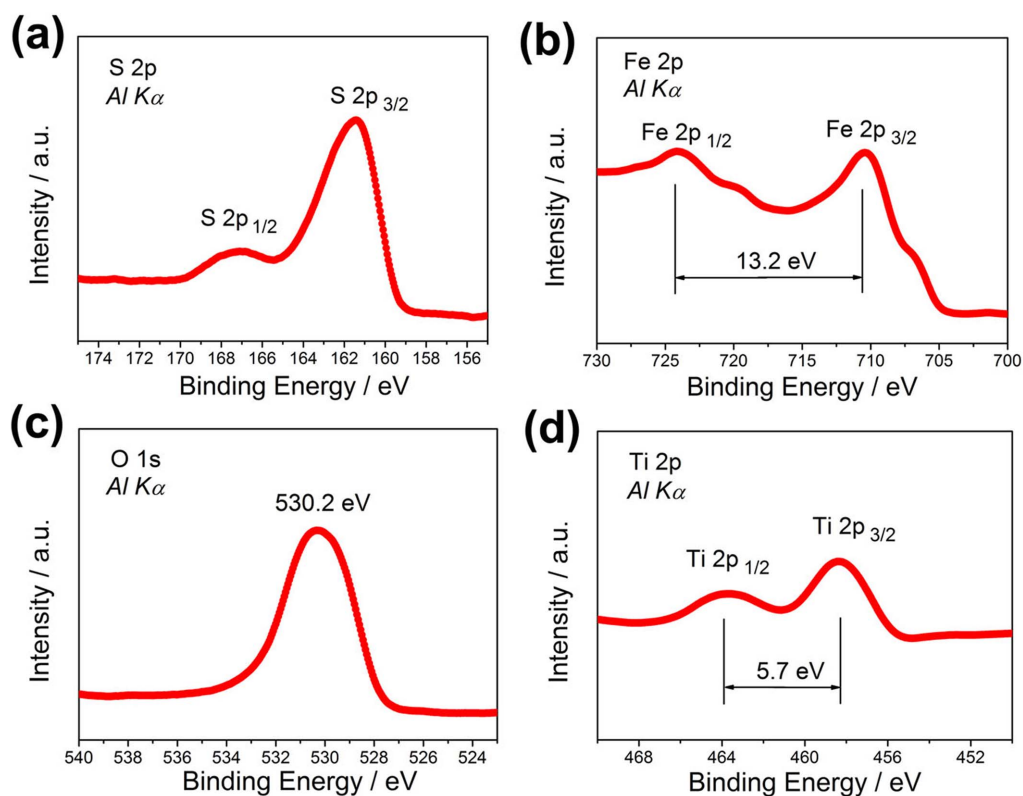 (a)
S 2p
Al Kα
S 2p 3/2
S 2p 1/2
Intensity / a.u.
174 172 170 168 166 164 162 160 158 156
Binding Energy / eV
(b)
Fe 2p
Al Kα
Fe 2p 1/2
Fe 2p 3/2
13.2 eV
Intensity / a.u.
730 725 720 715 710 705 700
Binding Energy / eV
(c)
O 1s
Al Kα
530.2 eV
Intensity / a.u.
540 538 536 534 532 530 528 526 524
Binding Energy / eV
(d)
Ti 2p
Al Kα
Ti 2p 3/2
Ti 2p 1/2
5.7 eV
Intensity / a.u.
468 464 460 456 452
Binding Energy / eV